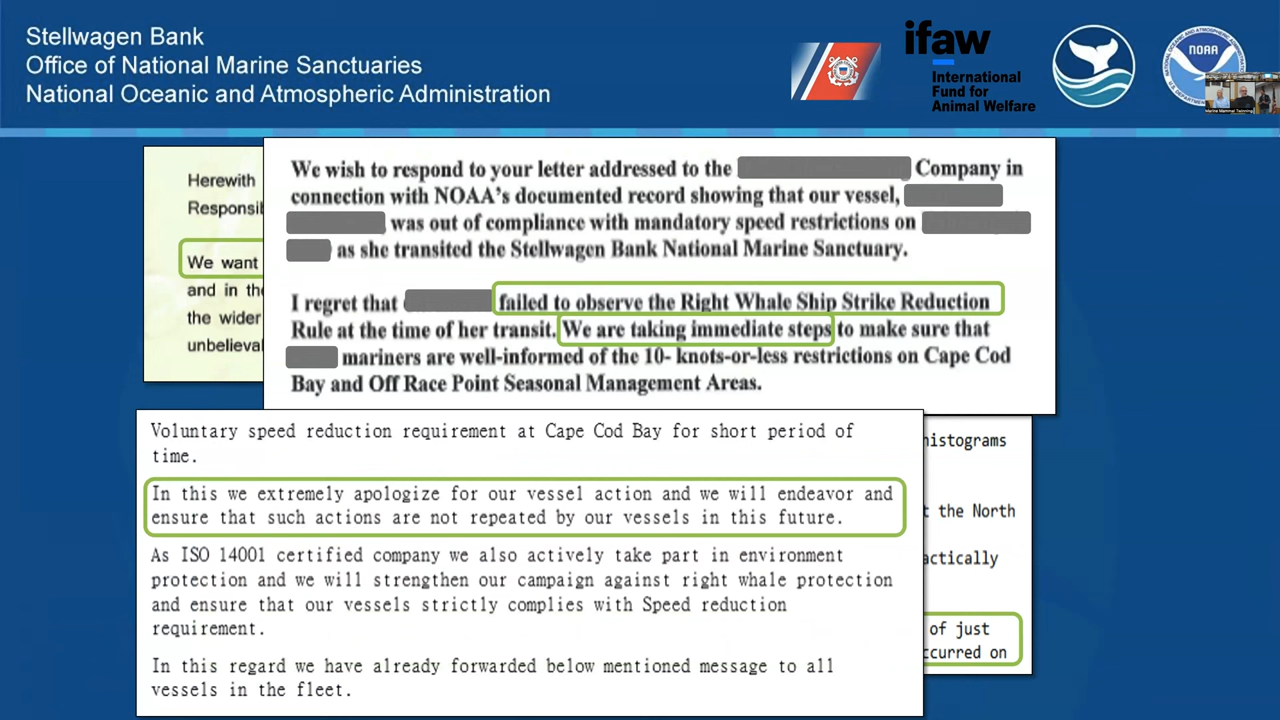 Stellwagen Bank
Office of National Marine Sanctuaries
National Oceanic and Atmospheric Administration
ifaw
International
Fund for
Animal Welfare
NOAA
Marine Mammal Twinning
Herewith
Responsib
We want
and in the
the wider
unbelieval
We wish to respond to your letter addressed to the Company in
connection with NOAA's documented record showing that our vessel,
was out of compliance with mandatory speed restrictions on
as she transited the Stellwagen Bank National Marine Sanctuary.
I regret that failed to observe the Right Whale Ship Strike Reduction
Rule at the time of her transit. We are taking immediate steps to make sure that
mariners are well-informed of the 10- knots-or-less restrictions on Cape Cod
Bay and Off Race Point Seasonal Management Areas.
Voluntary speed reduction requirement at Cape Cod Bay for short period of
time.
In this we extremely apologize for our vessel action and we will endeavor and
ensure that such actions are not repeated by our vessels in this future.
As ISO 14001 certified company we also actively take part in environment
protection and we will strengthen our campaign against right whale protection
and ensure that our vessels strictly complies with Speed reduction
requirement.
In this regard we have already forwarded below mentioned message to all
vessels in the fleet.
histograms
t the North
actically
of just
ccurred on